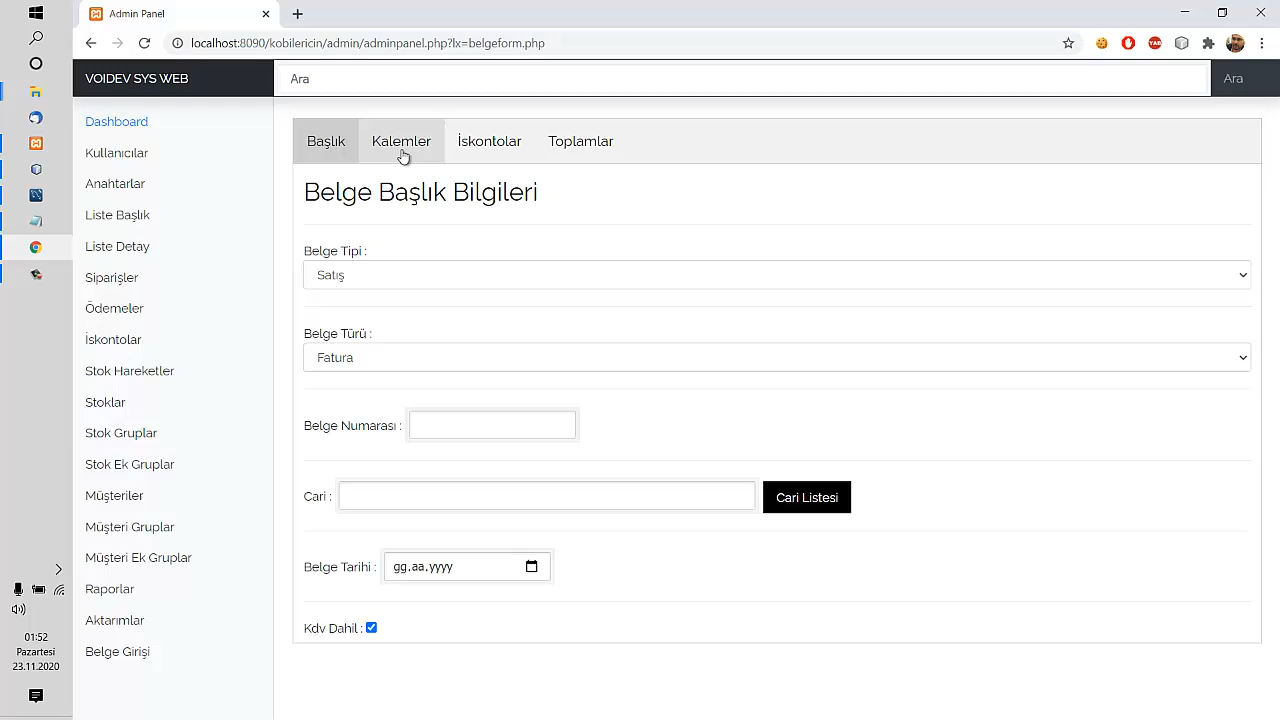 Admin Panel
localhost:8090/kobilericin/admin/adminpanel.php?lx=belgeform.php
YAB
VOIDEV SYS WEB
Ara
Ara
Dashboard
Kullanıcılar
Anahtarlar
Liste Başlık
Liste Detay
Siparişler
Ödemeler
İskontolar
Stok Hareketler
Stoklar
Stok Gruplar
Stok Ek Gruplar
Müşteriler
Müşteri Gruplar
Müşteri Ek Gruplar
Raporlar
Aktarımlar
Belge Girişi
Başlık
Kalemler
İskontolar
Toplamlar
Belge Başlık Bilgileri
Belge Tipi :
Satış
Belge Türü :
Fatura
Belge Numarası :
Cari :
Cari Listesi
Belge Tarihi :
gg.aa.yyyy
Kdv Dahil :
01:52
Pazartesi
23.11.2020